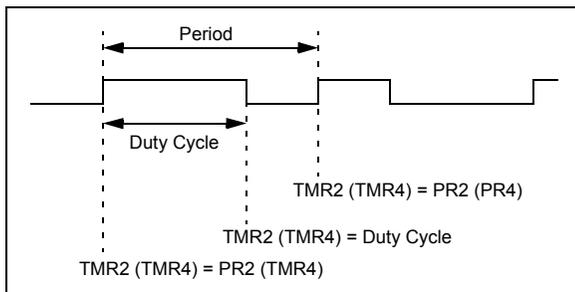 Period
Duty Cycle
TMR2 (TMR4) = PR2 (PR4)
TMR2 (TMR4) = Duty Cycle
TMR2 (TMR4) = PR2 (TMR4)